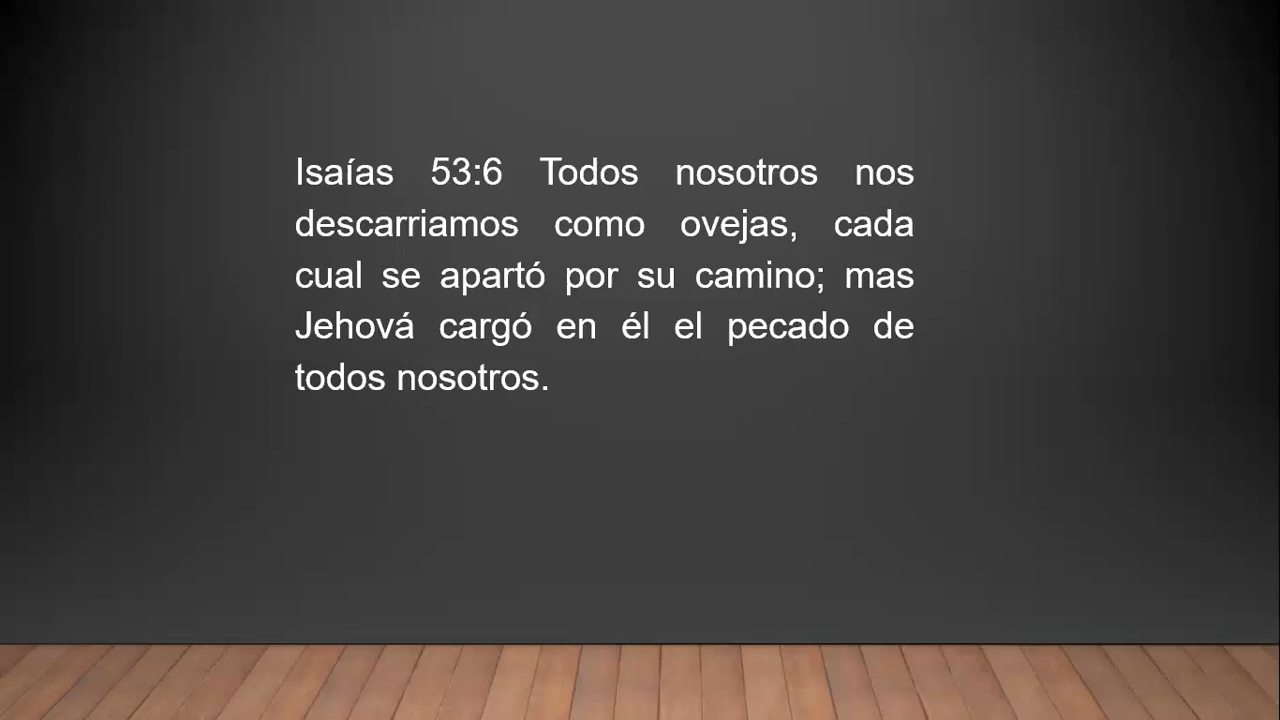 Isaías 53:6 Todos nosotros nos
descarriamos como ovejas, cada
cual se apartó por su camino; mas
Jehová cargó en él el pecado de
todos nosotros.